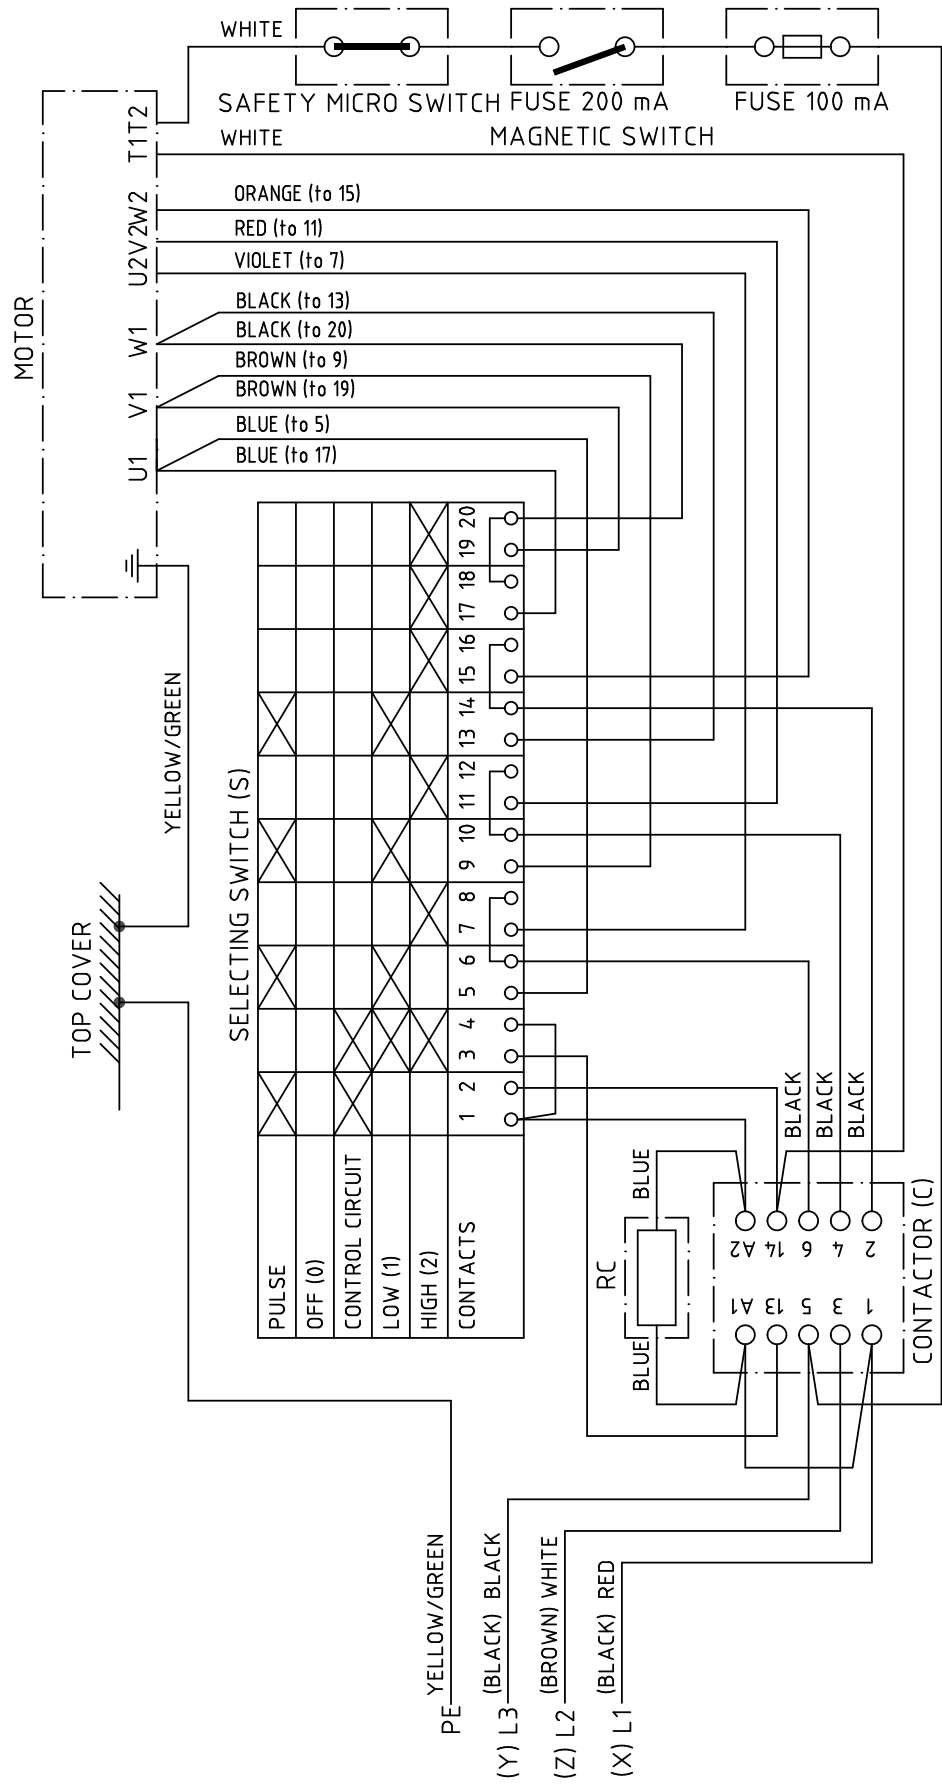 WHITE
SAFETY MICRO SWITCH
FUSE 200 mA
FUSE 100 mA
MAGNETIC SWITCH
WHITE
MOTOR
T1 T2
U2 V2 W2
W1
V1
U1
ORANGE (to 15)
RED (to 11)
VIOLET (to 7)
BLACK (to 13)
BLACK (to 20)
BROWN (to 9)
BROWN (to 19)
BLUE (to 5)
BLUE (to 17)
YELLOW/GREEN
TOP COVER
SELECTING SWITCH (S)
1 2 3 4 5 6 7 8 9 10 11 12 13 14 15 16 17 18 19 20
PULSE
OFF (0)
CONTROL CIRCUIT
LOW (1)
HIGH (2)
CONTACTS
BLACK
BLACK
BLACK
BLUE
RC
BLUE
A2 14 6 4 2
A1 13 5 3 1
CONTACTOR (C)
PE YELLOW/GREEN
(Y) L3 (BLACK) BLACK
(Z) L2 (BROWN) WHITE
(X) L1 (BLACK) RED